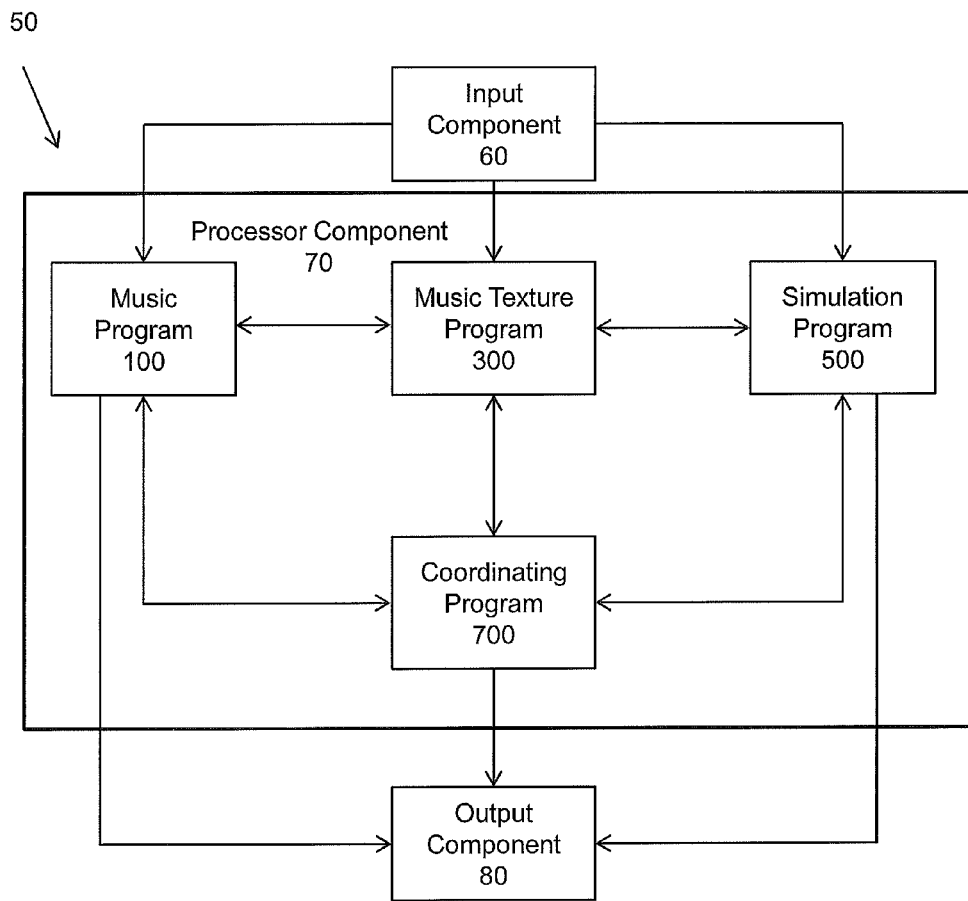 50
Input
Component
60
Processor Component
70
Music
Program
100
Music Texture
Program
300
Simulation
Program
500
Coordinating
Program
700
Output
Component
80